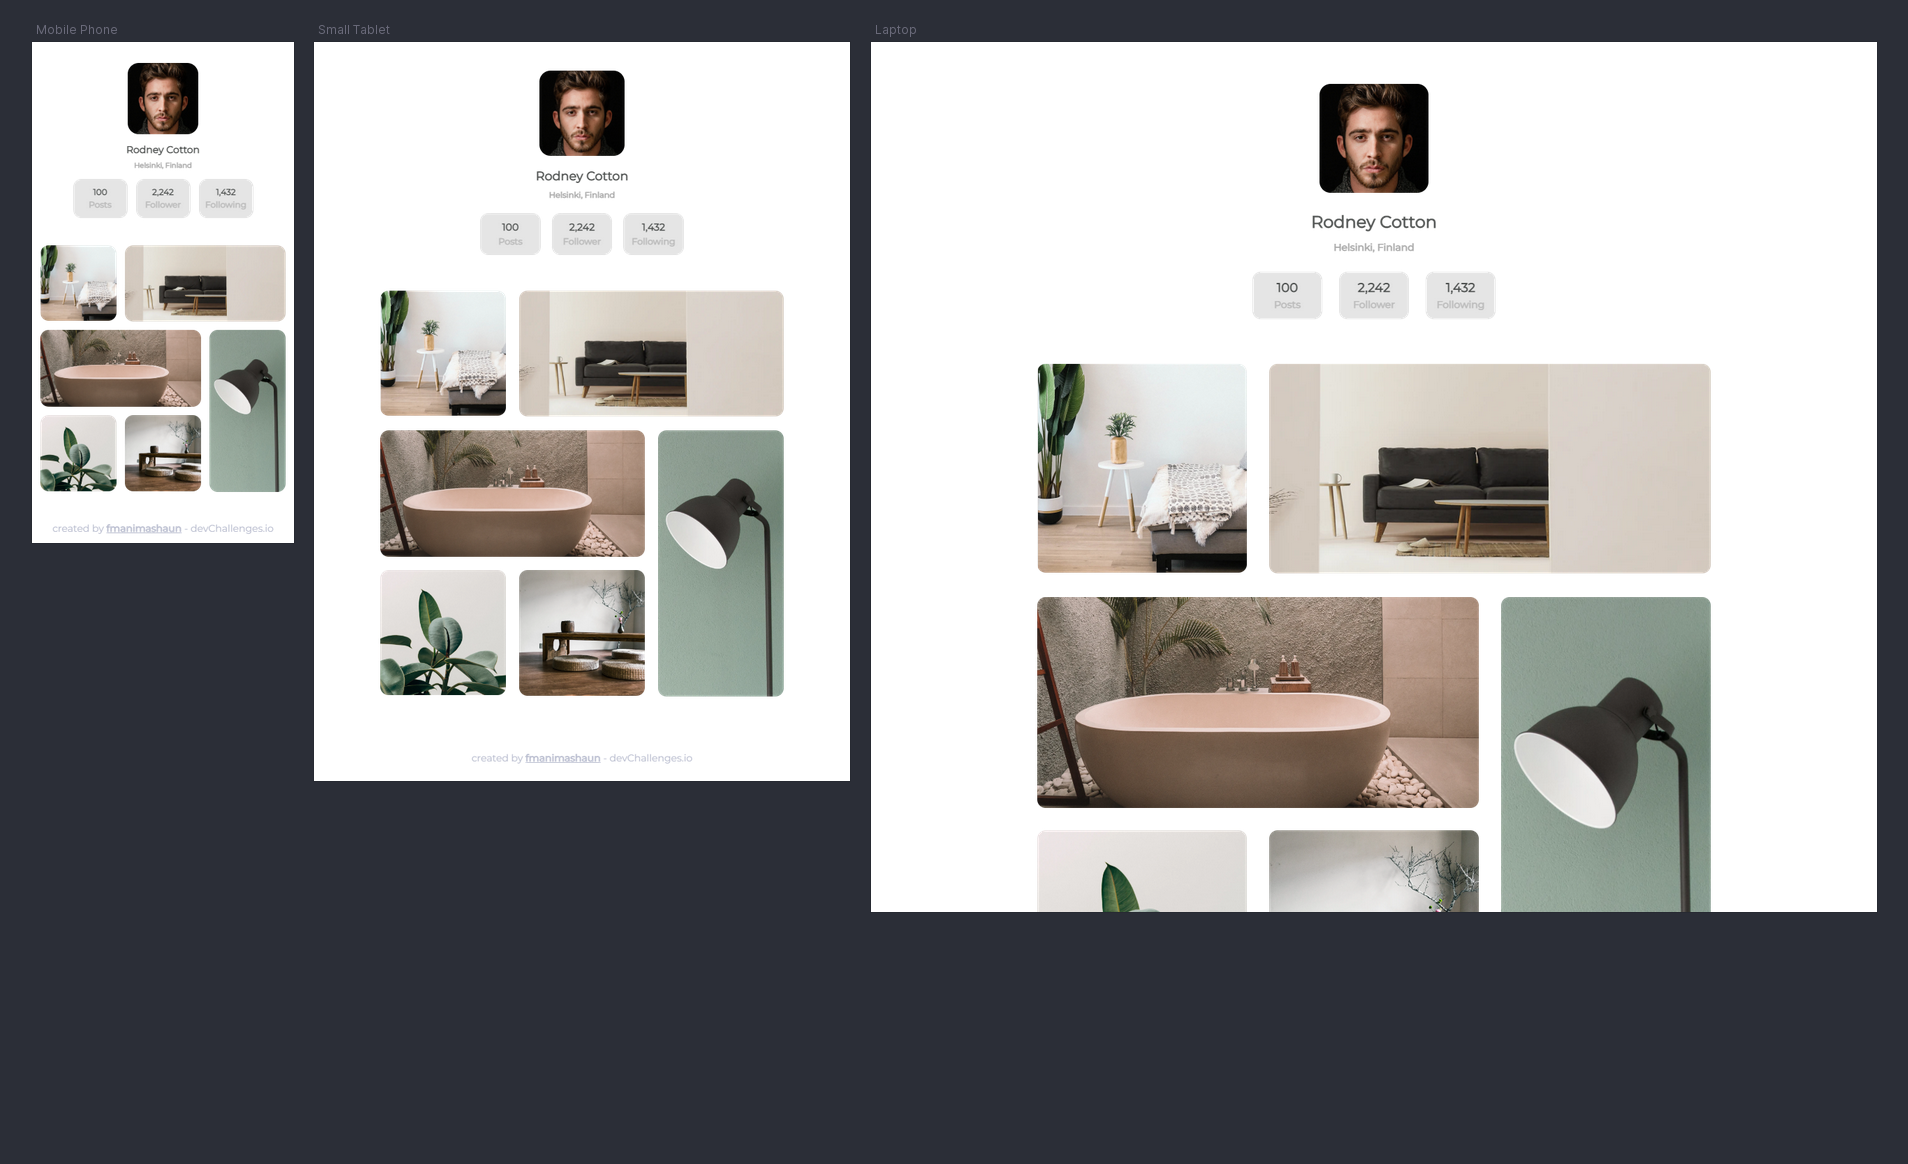 Mobile Phone
Rodney Cotton
Helsinki, Finland
100
Posts
2,242
Follower
1,432
Following
created by fmanimashaun - devChallenges.io
Small Tablet
Rodney Cotton
Helsinki, Finland
100
Posts
2,242
Follower
1,432
Following
created by fmanimashaun - devChallenges.io
Laptop
Rodney Cotton
Helsinki, Finland
100
Posts
2,242
Follower
1,432
Following